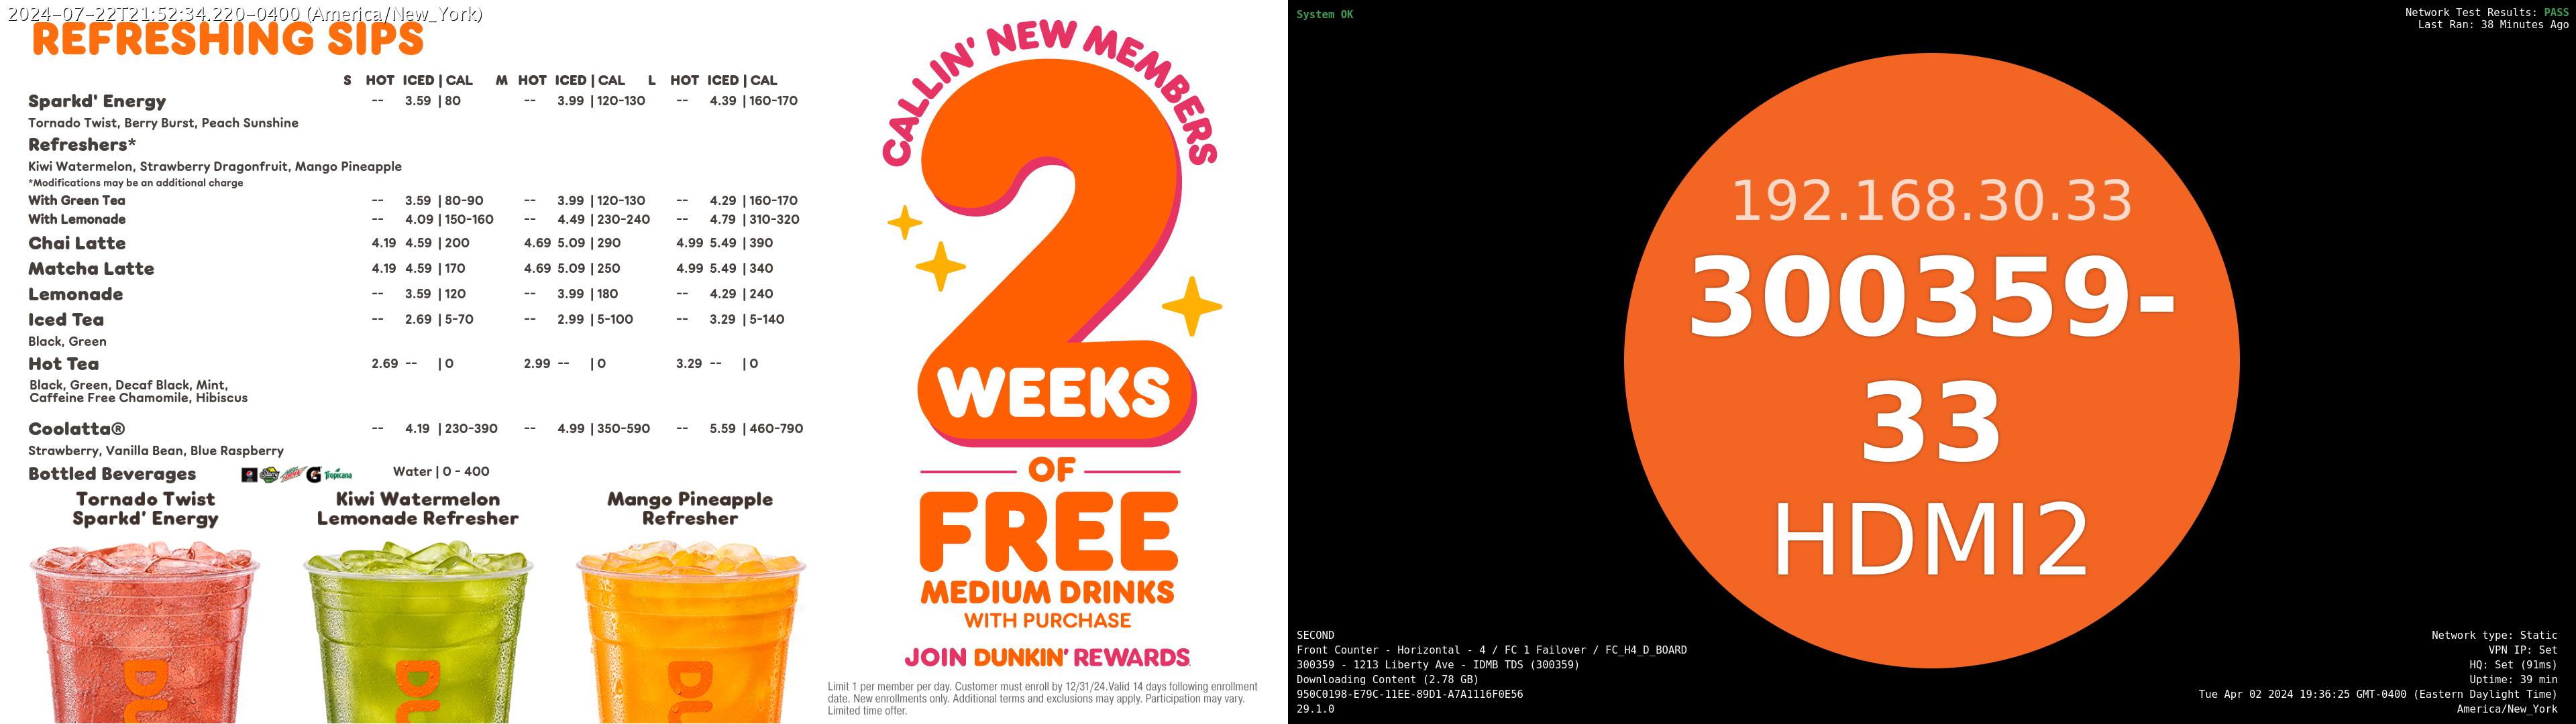 2024-07-22T21:52:34.220-0400 (America/New_York)
REFRESHING SIPS
S HOT ICED | CAL M HOT ICED | CAL L HOT ICED | CAL
Sparkd' Energy -- 3.59 | 80 -- 3.99 | 120-130 -- 4.39 | 160-170
Tornado Twist, Berry Burst, Peach Sunshine
Refreshers*
Kiwi Watermelon, Strawberry Dragonfruit, Mango Pineapple
*Modifications may be an additional charge
With Green Tea -- 3.59 | 80-90 -- 3.99 | 120-130 -- 4.29 | 160-170
With Lemonade -- 4.09 | 150-160 -- 4.49 | 230-240 -- 4.79 | 310-320
Chai Latte 4.19 4.59 | 200 4.69 5.09 | 290 4.99 5.49 | 390
Matcha Latte 4.19 4.59 | 170 4.69 5.09 | 250 4.99 5.49 | 340
Lemonade -- 3.59 | 120 -- 3.99 | 180 -- 4.29 | 240
Iced Tea -- 2.69 | 5-70 -- 2.99 | 5-100 -- 3.29 | 5-140
Black, Green
Hot Tea 2.69 -- | 0 2.99 -- | 0 3.29 -- | 0
Black, Green, Decaf Black, Mint,
Caffeine Free Chamomile, Hibiscus
Coolatta® -- 4.19 | 230-390 -- 4.99 | 350-590 -- 5.59 | 460-790
Strawberry, Vanilla Bean, Blue Raspberry
Bottled Beverages G Tropicana Water | 0 - 400
Tornado Twist
Sparkd' Energy
Kiwi Watermelon
Lemonade Refresher
Mango Pineapple
Refresher
DU
DU
DU
CALLIN' NEW MEMBERS
2
WEEKS
OF
FREE
MEDIUM DRINKS
WITH PURCHASE
JOIN DUNKIN' REWARDS
Limit 1 per member per day. Customer must enroll by 12/31/24.Valid 14 days following enrollment
date. New enrollments only. Additional terms and exclusions may apply. Participation may vary.
Limited time offer.
System OK
Network Test Results: PASS
Last Ran: 38 Minutes Ago
192.168.30.33
300359-
33
HDMI2
SECOND
Front Counter - Horizontal - 4 / FC 1 Failover / FC_H4_D_BOARD
300359 - 1213 Liberty Ave - IDMB TDS (300359)
Downloading Content (2.78 GB)
950C0198-E79C-11EE-89D1-A7A1116F0E56
29.1.0
Network type: Static
VPN IP: Set
HQ: Set (91ms)
Uptime: 39 min
Tue Apr 02 2024 19:36:25 GMT-0400 (Eastern Daylight Time)
America/New_York